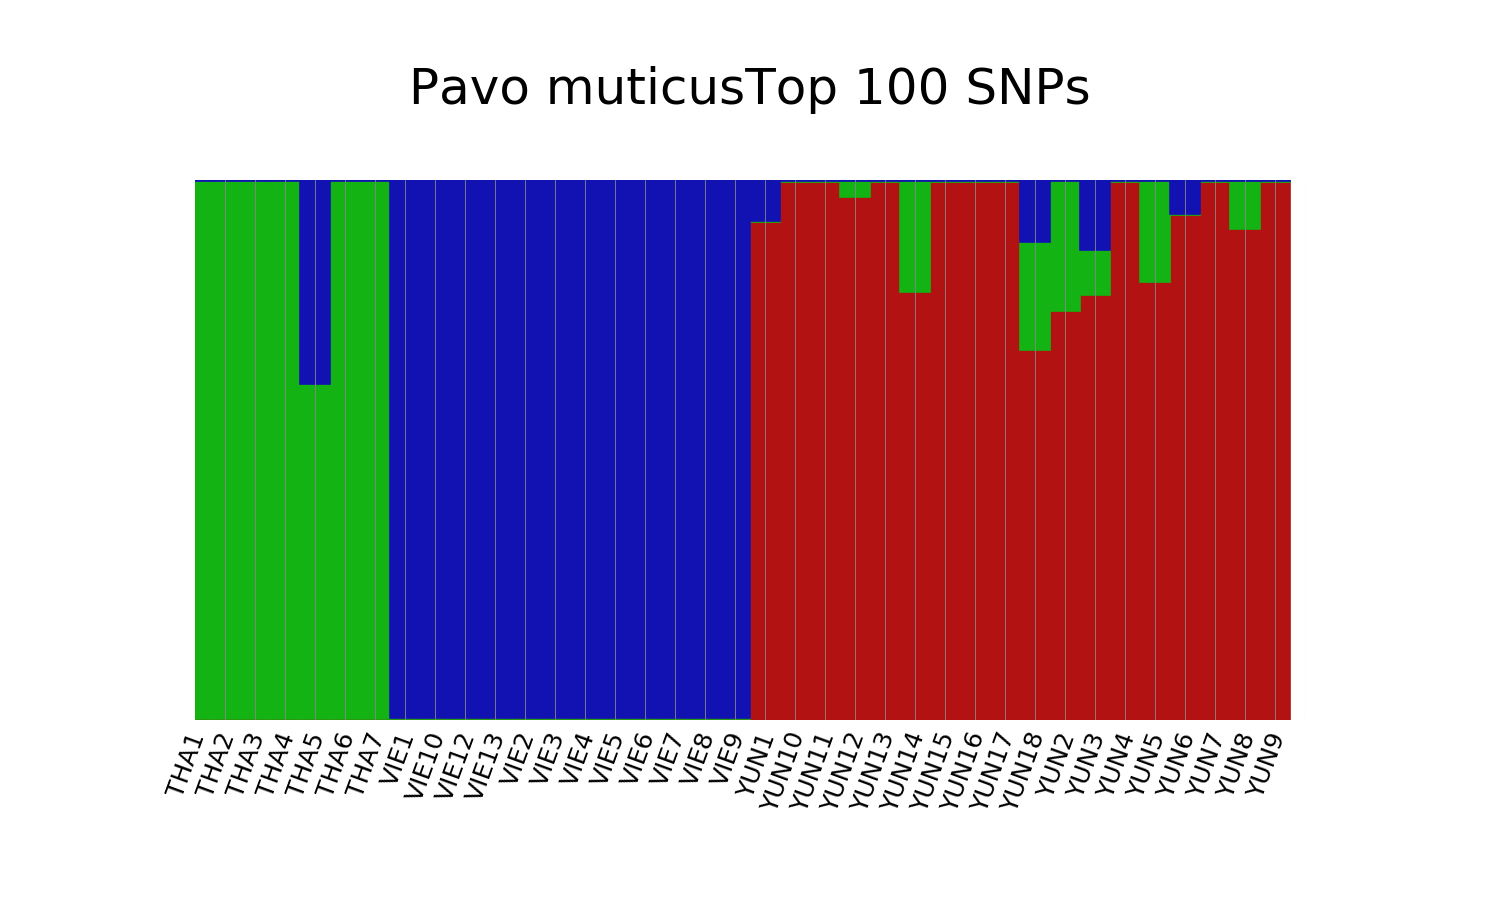 Pavo muticusTop 100 SNPs
THA1 THA2 THA3 THA4 THA5 THA6 THA7 VIE1 VIE10 VIE12 VIE13 VIE2 VIE3 VIE4 VIE5 VIE6 VIE7 VIE8 VIE9 YUN1 YUN10 YUN11 YUN12 YUN13 YUN14 YUN15 YUN16 YUN17 YUN18 YUN2 YUN3 YUN4 YUN5 YUN6 YUN7 YUN8 YUN9